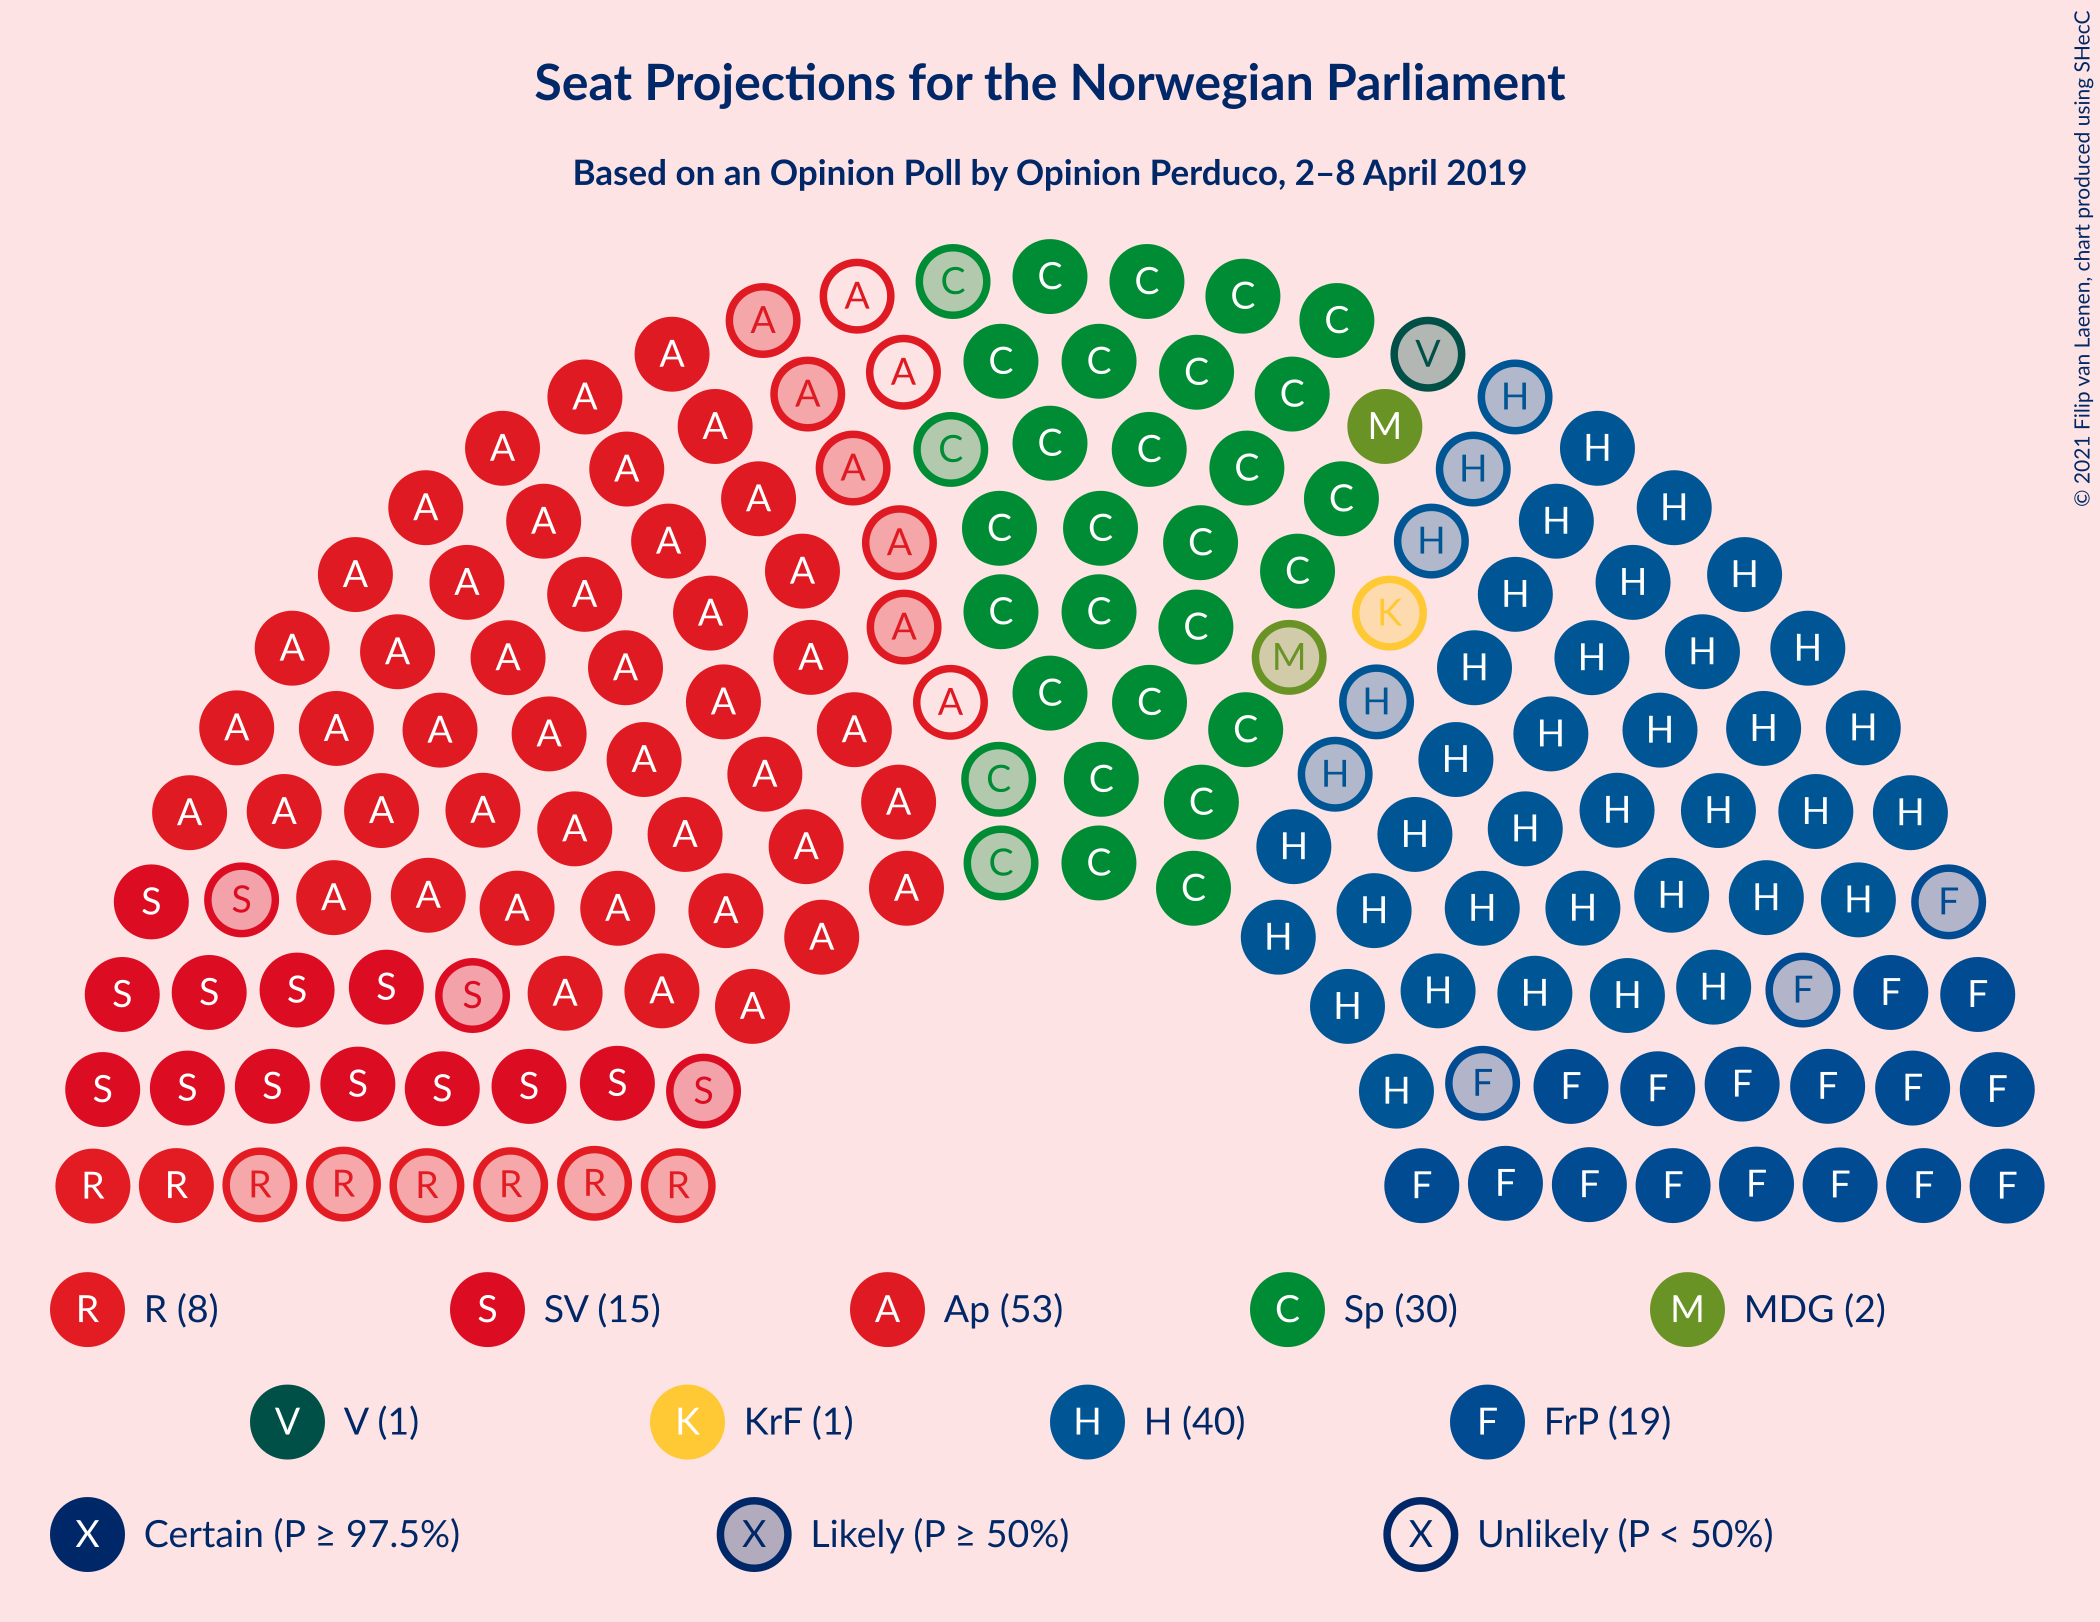 Seat Projections for the Norwegian Parliament
Based on an Opinion Poll by Opinion Perduco, 2–8 April 2019
© 2021 Filip van Laenen, chart produced using SHecC
A A C C C C C V H
A A A C C C C M H H
A A A A C C C C C H H H
A A A A A C C C C K H H H
A A A A A A C C C M H H H H
A A A A A A A C C C H H H H H
A A A A A A A A C C H H H H H H
A A A A A A A A C C C H H H H H H H
S S A A A A A A H H H H H H H F
S S S S S A A A H H H H H F F F
S S S S S S S S H F F F F F F F
R R R R R R R R F F F F F F F F
R R (8)
S SV (15)
A Ap (53)
C Sp (30)
M MDG (2)
V V (1)
K KrF (1)
H H (40)
F FrP (19)
X Certain (P ≥ 97.5%)
X Likely (P ≥ 50%)
X Unlikely (P < 50%)